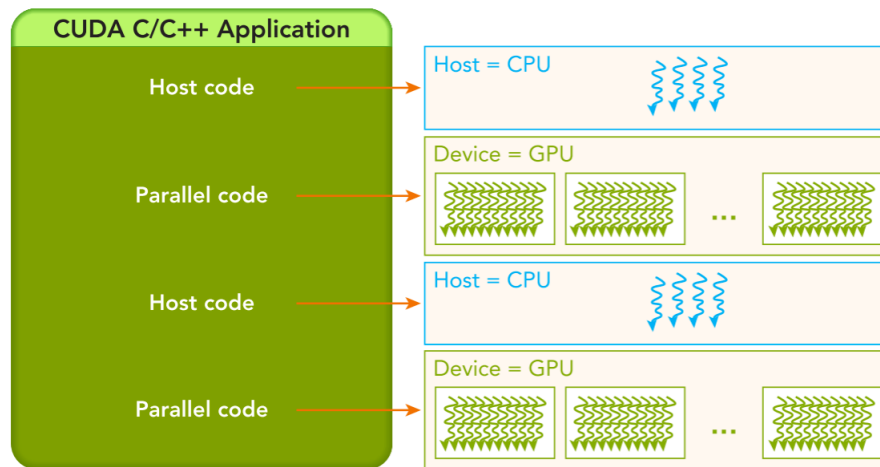 CUDA C/C++ Application
Host code
Host = CPU
Parallel code
Device = GPU
...
Host code
Host = CPU
Parallel code
Device = GPU
...